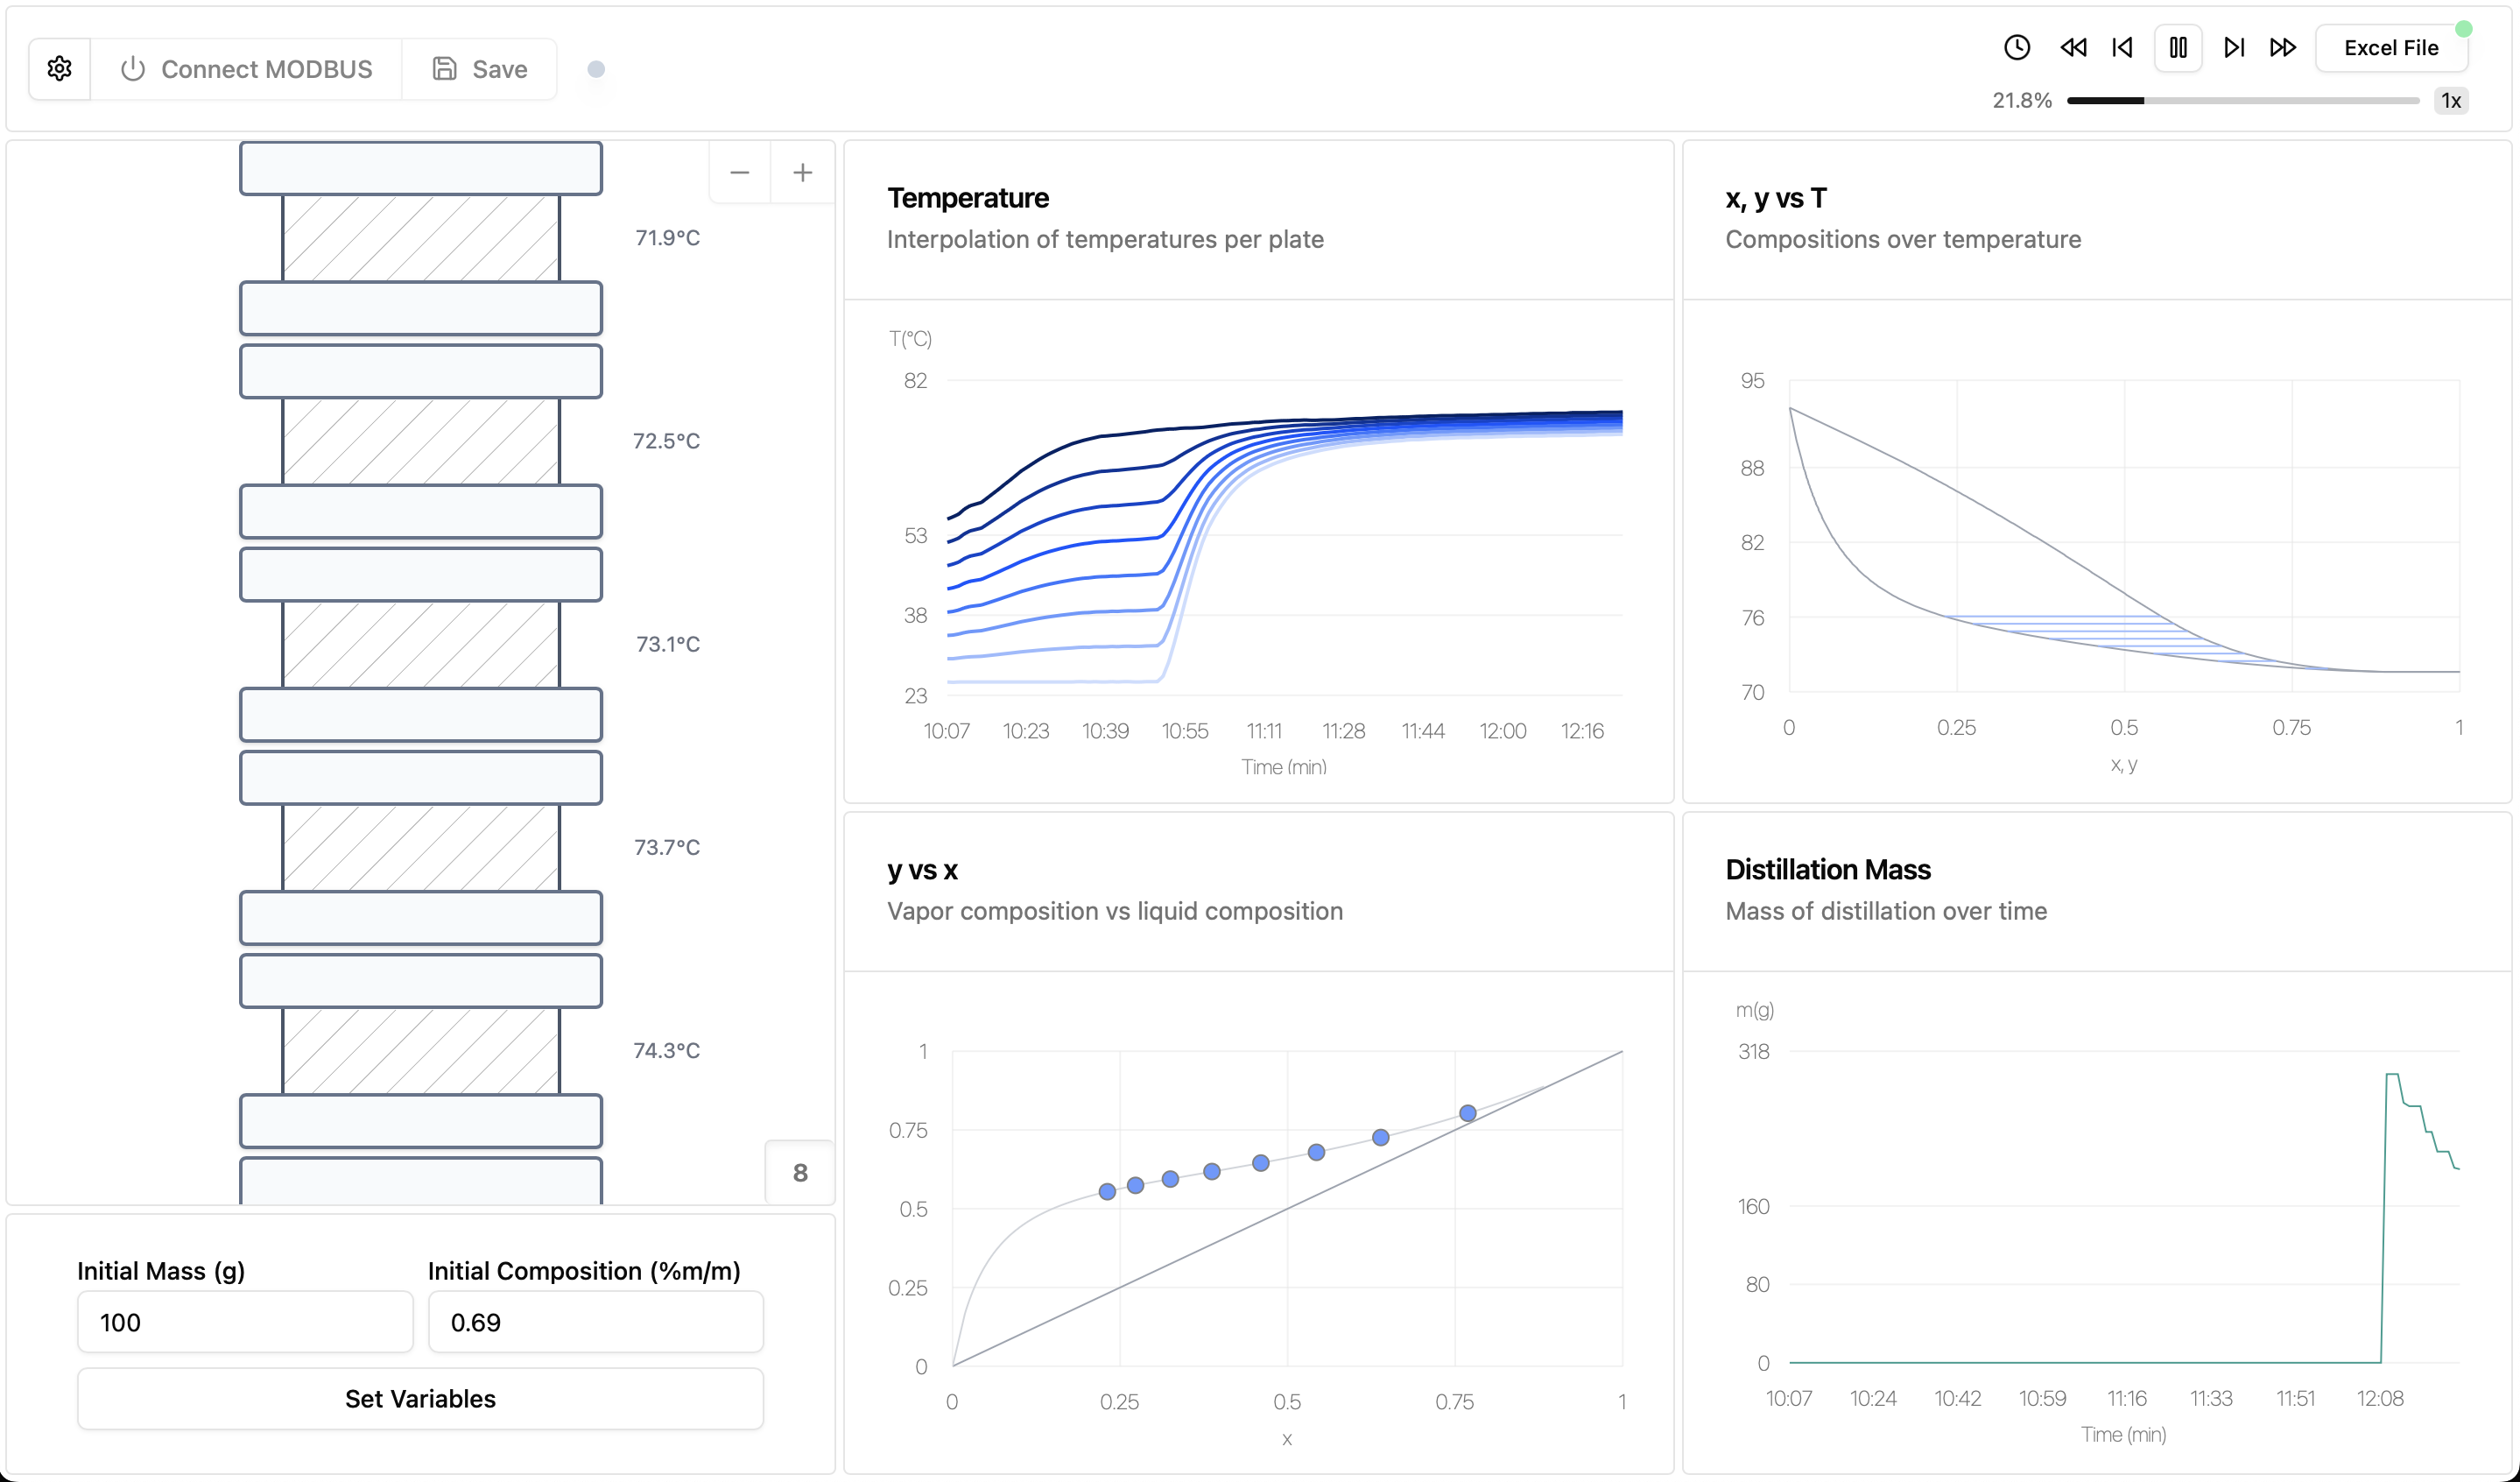 Connect MODBUS
Save
Excel File
21.8%
1x
71.9°C
72.5°C
73.1°C
73.7°C
74.3°C
8
Initial Mass (g)
Initial Composition (%m/m)
100
0.69
Set Variables
Temperature
Interpolation of temperatures per plate
T(°C)
82
53
38
23
10:07 10:23 10:39 10:55 11:11 11:28 11:44 12:00 12:16
Time (min)
x, y vs T
Compositions over temperature
95
88
82
76
70
0 0.25 0.5 0.75 1
x, y
y vs x
Vapor composition vs liquid composition
1
0.75
0.5
0.25
0
0 0.25 0.5 0.75 1
x
Distillation Mass
Mass of distillation over time
m(g)
318
160
80
0
10:07 10:24 10:42 10:59 11:16 11:33 11:51 12:08
Time (min)